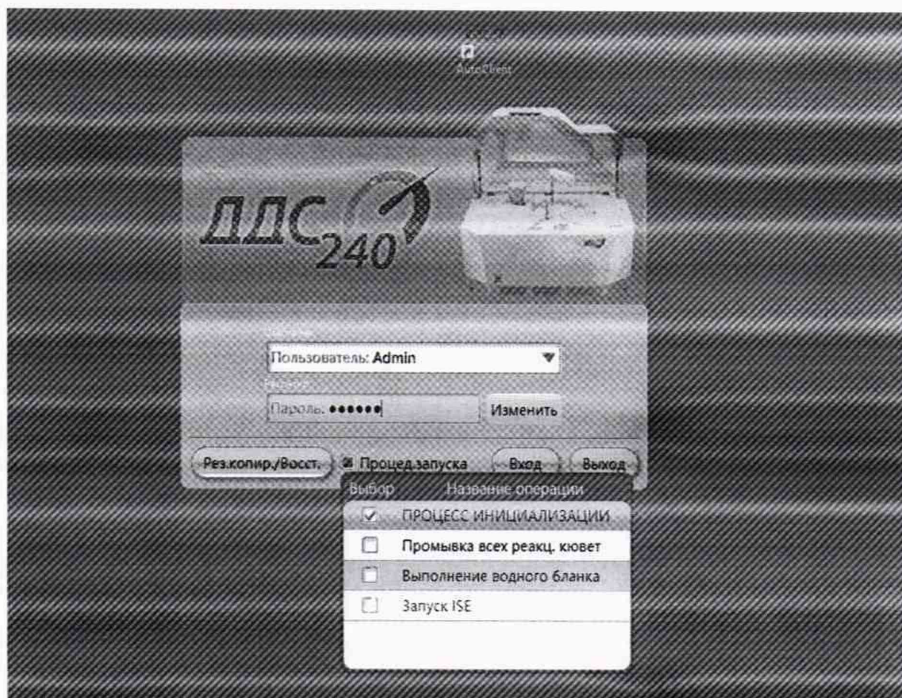 AutoClient
ДДС
240
Пользователь: Admin
Пароль: ●●●●●●
Изменить
Рез.копир./Восст.
Процед.запуска
Вход
Выход
Выбор Название операции
ПРОЦЕСС ИНИЦИАЛИЗАЦИИ
Промывка всех реакц. кювет
Выполнение водного бланка
Запуск ISE